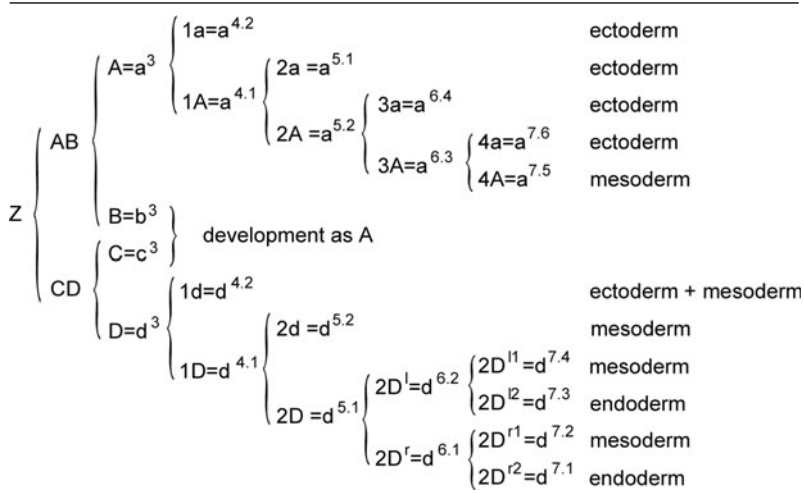 1a=a4.2 ectoderm
A=a3
2a =a5.1 ectoderm
1A=a4.1
3a=a6.4 ectoderm
2A =a5.2
AB 4a=a7.6 ectoderm
3A=a6.3
4A=a7.5 mesoderm
Z B=b3
development as A
C=c3
CD 1d=d4.2 ectoderm + mesoderm
D=d3
2d =d5.2 mesoderm
1D=d4.1
2Dl1=d7.4 mesoderm
2Dl=d6.2
2Dl2=d7.3 endoderm
2D =d5.1
2Dr1=d7.2 mesoderm
2Dr=d6.1
2Dr2=d7.1 endoderm